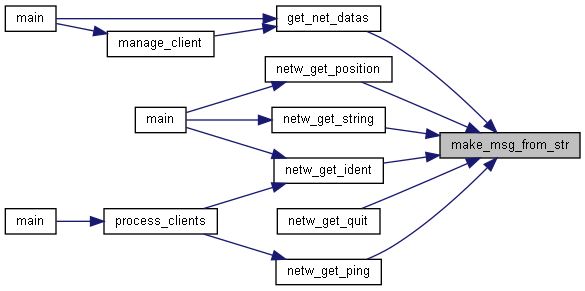 main
get_net_datas
manage_client
netw_get_position
main
netw_get_string
make_msg_from_str
netw_get_ident
main
process_clients
netw_get_quit
netw_get_ping